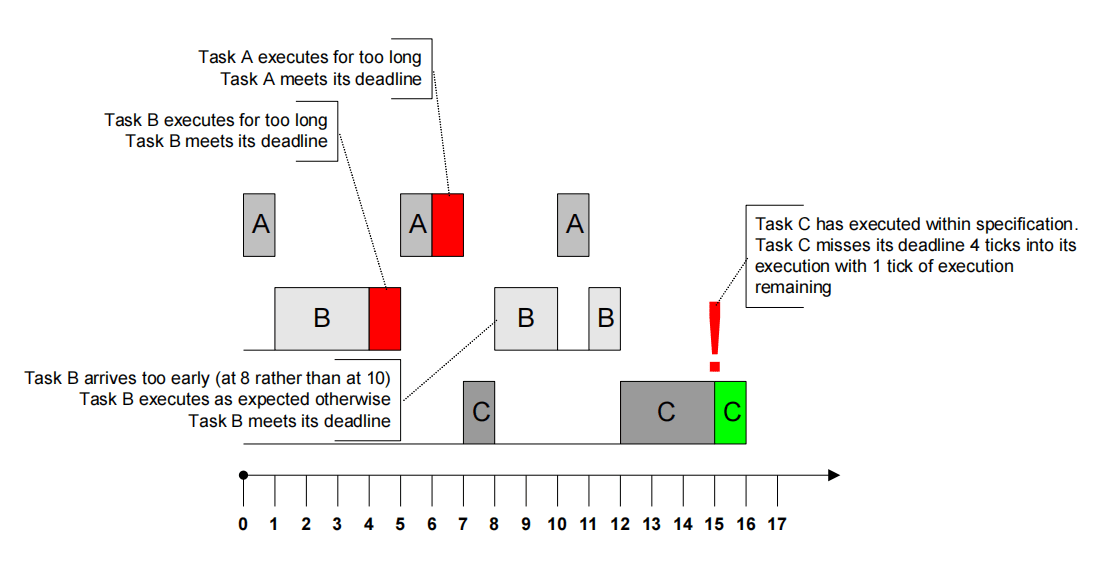 Task A executes for too long
Task A meets its deadline
Task B executes for too long
Task B meets its deadline
A
A
A
Task C has executed within specification.
Task C misses its deadline 4 ticks into its
execution with 1 tick of execution
remaining
B
B
B
!
Task B arrives too early (at 8 rather than at 10)
Task B executes as expected otherwise
Task B meets its deadline
C
C
C
0 1 2 3 4 5 6 7 8 9 10 11 12 13 14 15 16 17